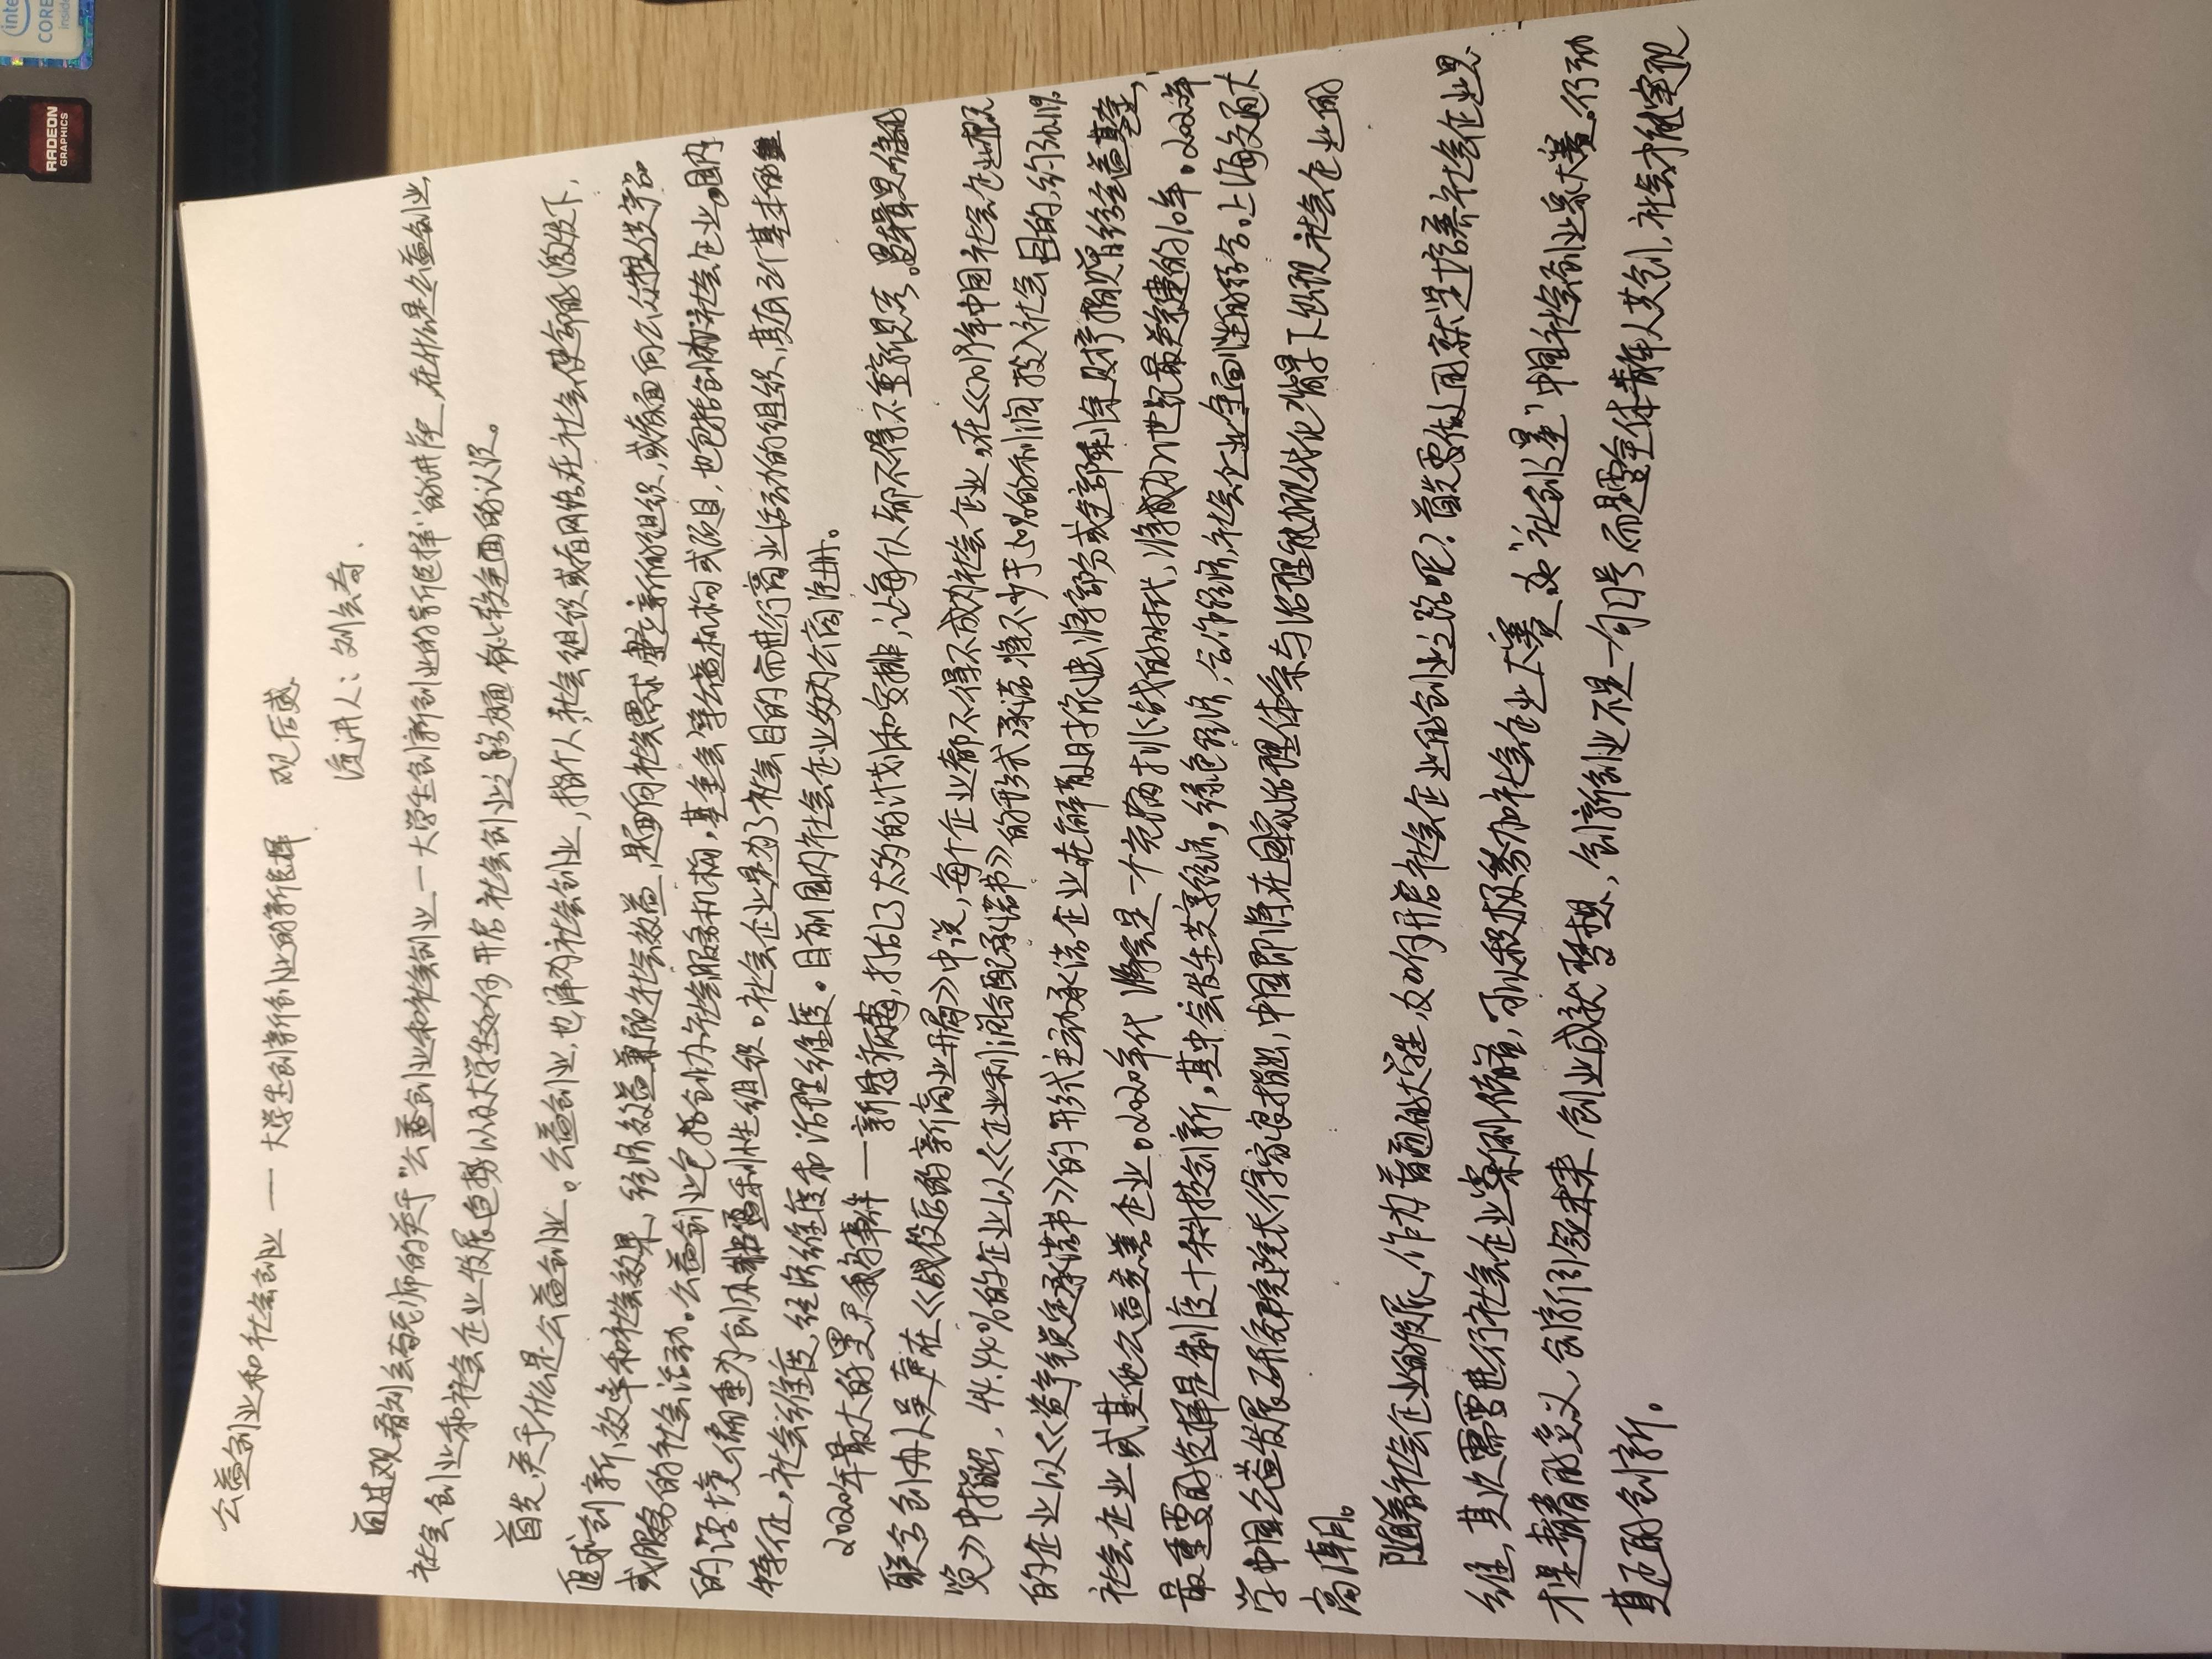 RADEON
GRAPHICS
inte
CORE
inside
公益创业和社会创业 — 大学生创新创业的新选择 观后感
演讲人：刘会奇.
通过观看刘会奇老师的关于"公益创业和社会创业—大学生创新创业的新选择"的讲座，在什么是公益创业，
社会创业和社会企业发展趋势以及大学生如何开启社会创业之路方面有比较全面的认识。
首先，关于什么是公益创业。公益创业，也译为社会创业，指个人，社会组织或者网络在社会使命的激发下，
追求创新、效率和社会效果，经济效益兼顾社会效益，是面向社会需求建立新的组织，或者面向公众提供产品
或服务的社会活动。公益创业包括创办社会服务机构，基金会等公益机构或项目，也包括创办社会企业。国内
的语境偏重为创办非盈利性组织。社会企业是为了社会目的而进行商业活动的组织，其有三个基本的
特征，社会维度，经济维度和治理维度。目前国内社会企业多为公商注册。
2020年最大的黑天鹅事件—新冠病毒，打乱了太多的计划和安排，让每个人都不得不重新思考。逻辑思维的
联合创办人吴声在《战役后的新商业开局》中说，每个企业都不得不成为社会企业，在《2019年中国社会企业概
览》中指出，44.44%的企业以《企业利润分配承诺书》的形式承诺将不少于50%的利润投入社会目的，约36.11%
的企业以《资产锁定承诺书》的形式主动承诺企业在解散时依法将部分或全部剩余财产捐赠给公益基金，
社会企业或其他公益慈善企业。2020年代将会是一个充满挑战的时代，将成为21世纪最关键的10年。2020年
最重要的选择是制度十科技创新，其中会发生共享经济，绿色经济，合作经济，社会企业全面性的结合。上海交通大
学中国公益发展研究院院长徐家良指出，中国即将在国家治理体系与治理能力现代化背景下出现社会企业的
高潮。
随着社会企业的发展，作为普通的大学生，如何开启社会企业的创业之路呢？首先要做的就是培养社会企业思
维，其次需要进行社会企业案例储备，可以积极参加社会企业大赛，如"社创之星"中国社会创业家大赛。行动
才是青春的意义，创新引领未来，创业成就梦想，创新创业不是一句口号，而是要全体青年人共创，社会才能实现
真正的创新。